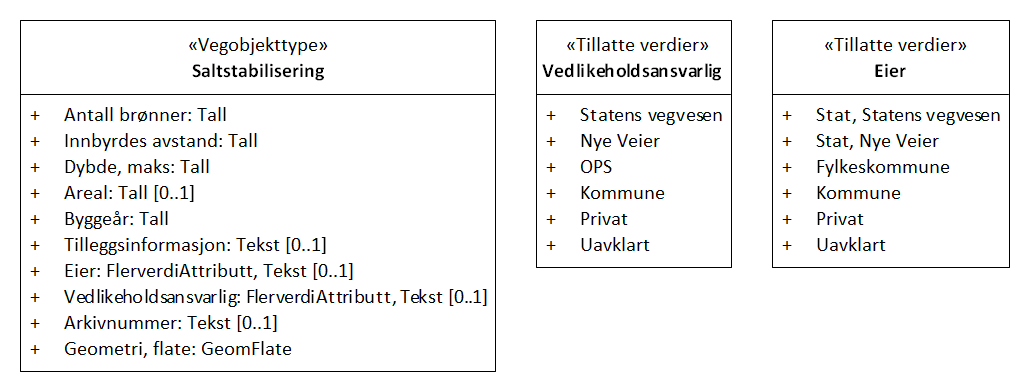 «Vegobjekttype»
Saltstabilisering
+ Antall brønner: Tall
+ Innbyrdes avstand: Tall
+ Dybde, maks: Tall
+ Areal: Tall [0..1]
+ Byggeår: Tall
+ Tilleggsinformasjon: Tekst [0..1]
+ Eier: FlerverdiAttributt, Tekst [0..1]
+ Vedlikeholdsansvarlig: FlerverdiAttributt, Tekst [0..1]
+ Arkivnummer: Tekst [0..1]
+ Geometri, flate: GeomFlate
«Tillatte verdier»
Vedlikeholdsansvarlig
+ Statens vegvesen
+ Nye Veier
+ OPS
+ Kommune
+ Privat
+ Uavklart
«Tillatte verdier»
Eier
+ Stat, Statens vegvesen
+ Stat, Nye Veier
+ Fylkeskommune
+ Kommune
+ Privat
+ Uavklart